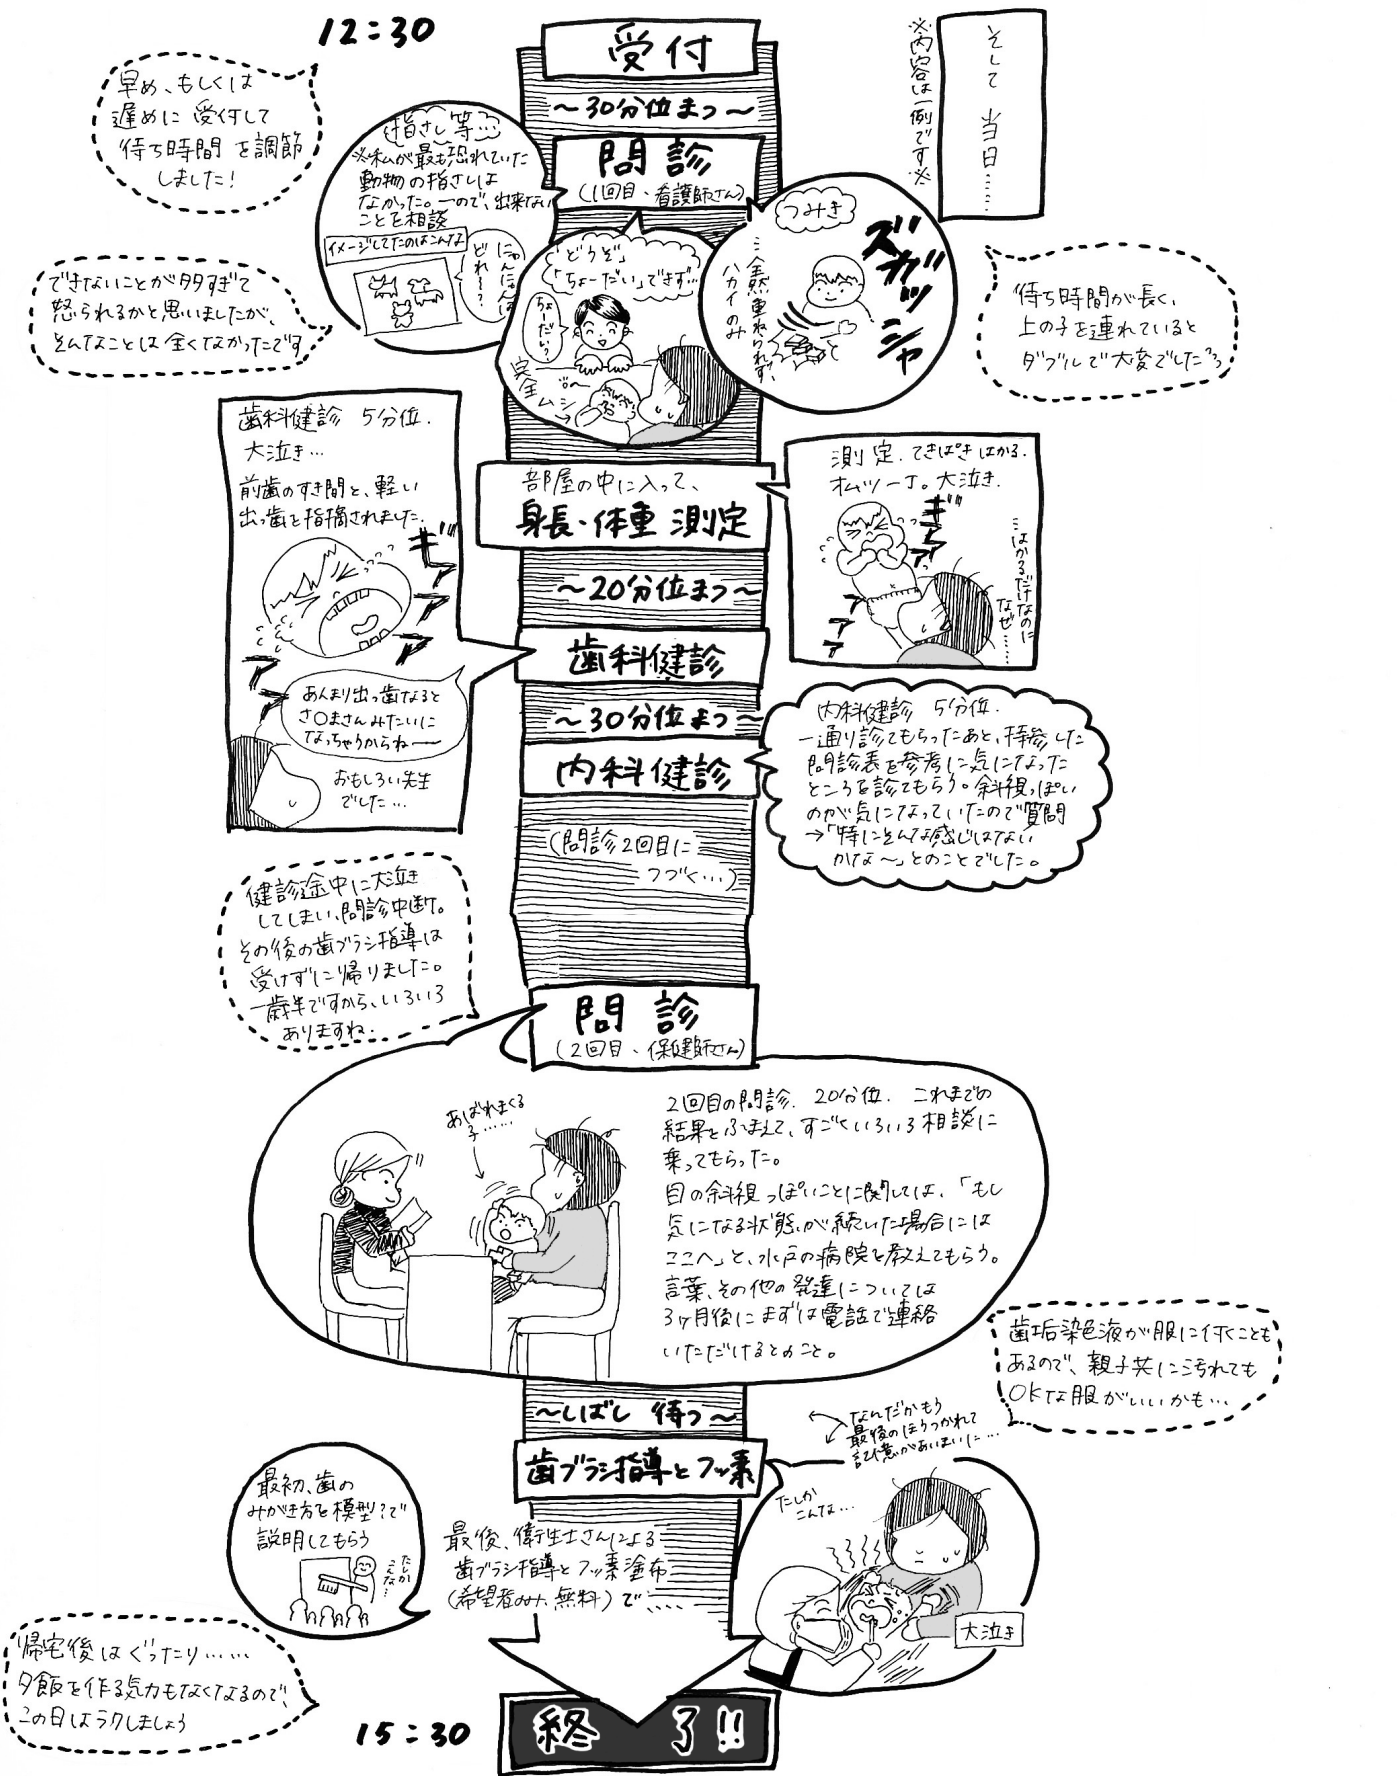 そして 当日……
※内容は一例です※
12:30
受付
〜30分位まつ〜
早め、もしくは
遅めに 受付して
待ち時間 を調節
しました!
問診
(1回目・看護師さん)
指さし等…
※私が最も恐れていた
動物の指さしは
なかった。ーので、出来ない
ことを相談
イメージしてたのはこんな
にゃんにゃんは
どれ〜?
「どうぞ」
「ちょーだい」できず…
ちょーだい?
完全ムシ→
つみき
…全然重ねられず、
ハカイのみ
ズガッシャ
できないことが多すぎて
怒られるかと思いましたが、
そんなことは全くなかったです
待ち時間が長く、
上の子を連れていると
ダブルで大変でした
部屋の中に入って、
身長・体重 測定
測定.てきぱきはかる.
オムツ一丁。大泣き.
ギャアアアア
…はかるだけなのに
なぜ……
〜20分位まつ〜
歯科健診
歯科健診 5分位.
大泣き…
前歯のすき間と、軽い
出っ歯を指摘されました.
ギャアアアア
あんまり出っ歯なると
さ○まさんみたいに
なっちゃうからねー
おもしろい先生
でした…
〜30分位まつ〜
内科健診
内科健診 5分位.
一通り診てもらったあと、持参した
問診表を参考に気になった
ところを診てもらう。斜視っぽい
のが気になっていたので質問
→「特にそんな感じはない
かな〜」とのことでした。
(問診2回目に
つづく…)
健診途中に大泣き
してしまい、問診中断。
その後の歯ブラシ指導は
受けずに帰りました。
一歳半ですから、いろいろ
ありますね.
問診
(2回目・保健師さん)
あばれまくる
子……
2回目の問診. 20分位. これまでの
結果をふまえて、すごくいろいろ相談に
乗ってもらった。
目の斜視っぽいことに関しては、「もし
気になる状態が続いた場合には
ここへ」と、水戸の病院を教えてもらう。
言葉、その他の発達については
3ヶ月後にまずは電話で連絡
いただけるとのこと。
〜しばし 待つ〜
歯ブラシ指導とフッ素
歯垢染色液が服に付くことも
あるので、親子共に汚れても
OKな服がいいかも…
なんだかもう
最後のほうつかれて
記憶があいまいに…
たしか
こんな…
大泣き
最初、歯の
みがき方を模型?で
説明してもらう
たしか
こんな…
最後、衛生士さんによる
歯ブラシ指導とフッ素塗布
(希望者のみ、無料)で……
帰宅後はぐったり……
夕飯を作る気力もなくなるので、
この日はラクしましょう
15:30
終了!!